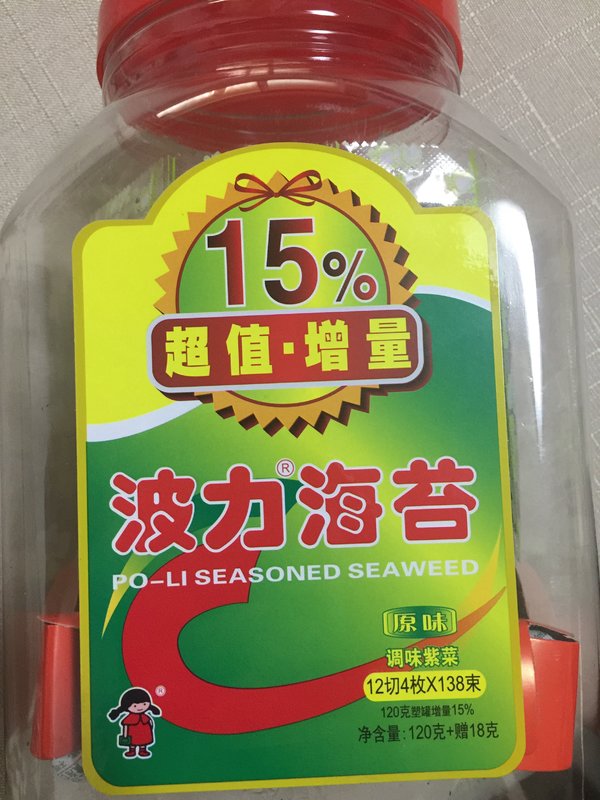 15%
超值·增量
波力®海苔
PO-LI SEASONED SEAWEED
原味
调味紫菜
12切4枚X138束
120克塑罐增量15%
净含量:120克+赠18克
®